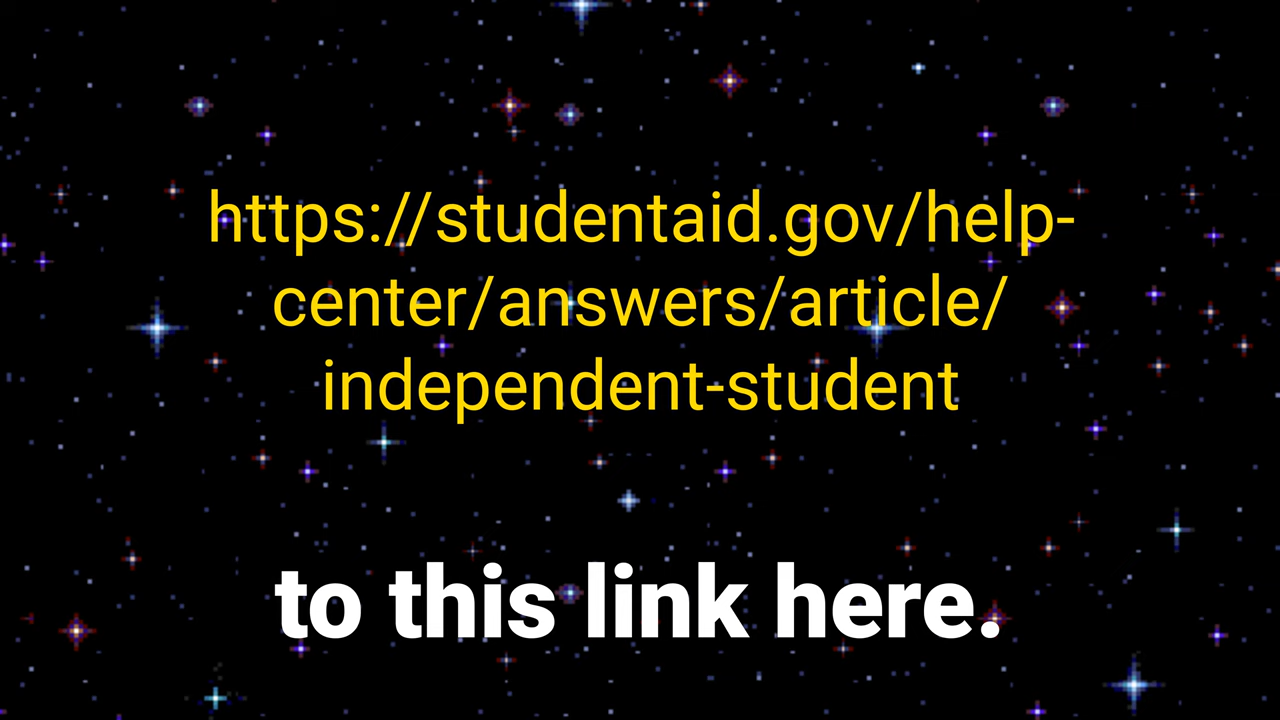 https://studentaid.gov/help-
center/answers/article/
independent-student
to this link here.